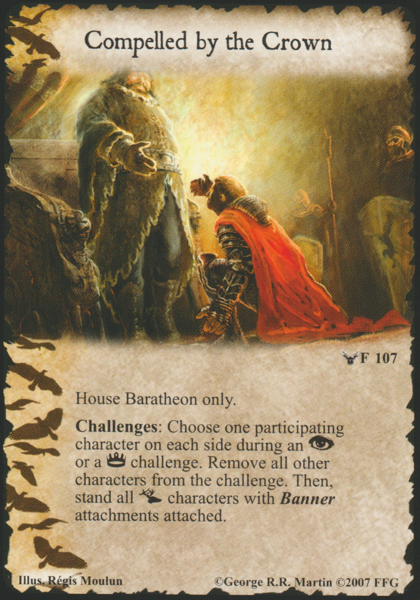 Compelled by the Crown
F 107
House Baratheon only.
Challenges: Choose one participating
character on each side during an
or a challenge. Remove all other
characters from the challenge. Then,
stand all characters with Banner
attachments attached.
Illus. Régis Moulun ©George R.R. Martin ©2007 FFG